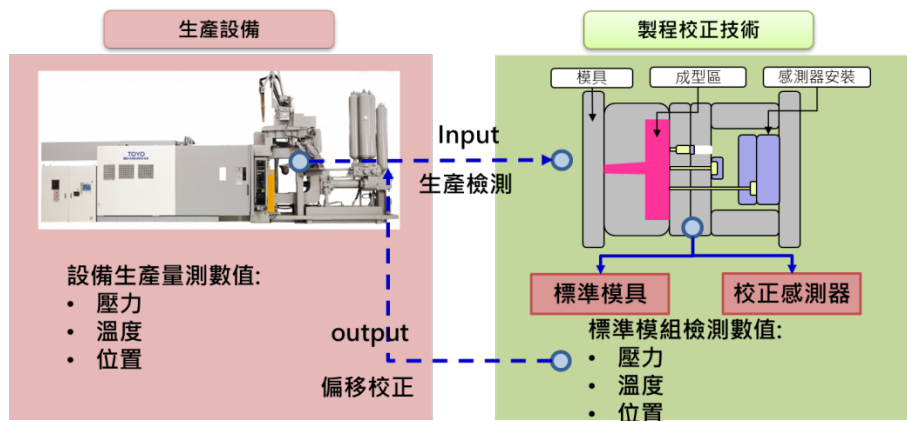 生產設備
製程校正技術
TOYO
模具
成型區
感測器安裝
Input
生產檢測
設備生產量測數值:
• 壓力
• 溫度
• 位置
output
偏移校正
標準模具
校正感測器
標準模組檢測數值:
• 壓力
• 溫度
• 位置